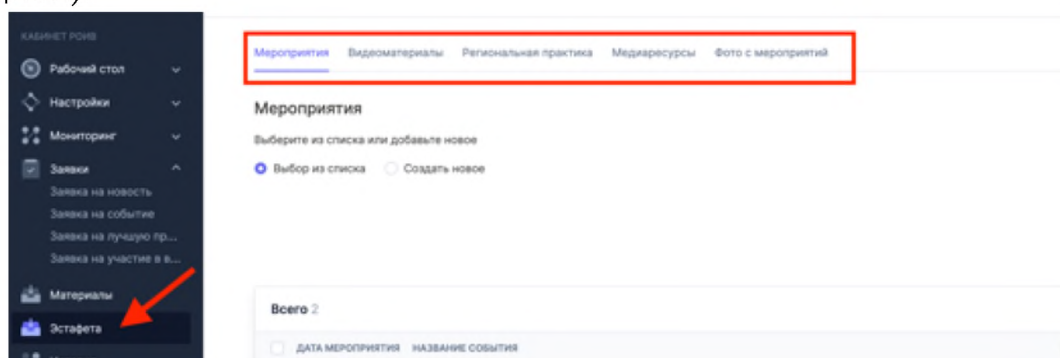 КАБИНЕТ РОИВ
Рабочий стол
Настройки
Мониторинг
Заявки
Заявка на новость
Заявка на событие
Заявка на лучшую пр...
Заявка на участие в в...
Материалы
Эстафета
Мероприятия Видеоматериалы Региональная практика Медиаресурсы Фото с мероприятий
Мероприятия
Выберите из списка или добавьте новое
Выбор из списка Создать новое
Всего 2
ДАТА МЕРОПРИЯТИЯ НАЗВАНИЕ СОБЫТИЯ